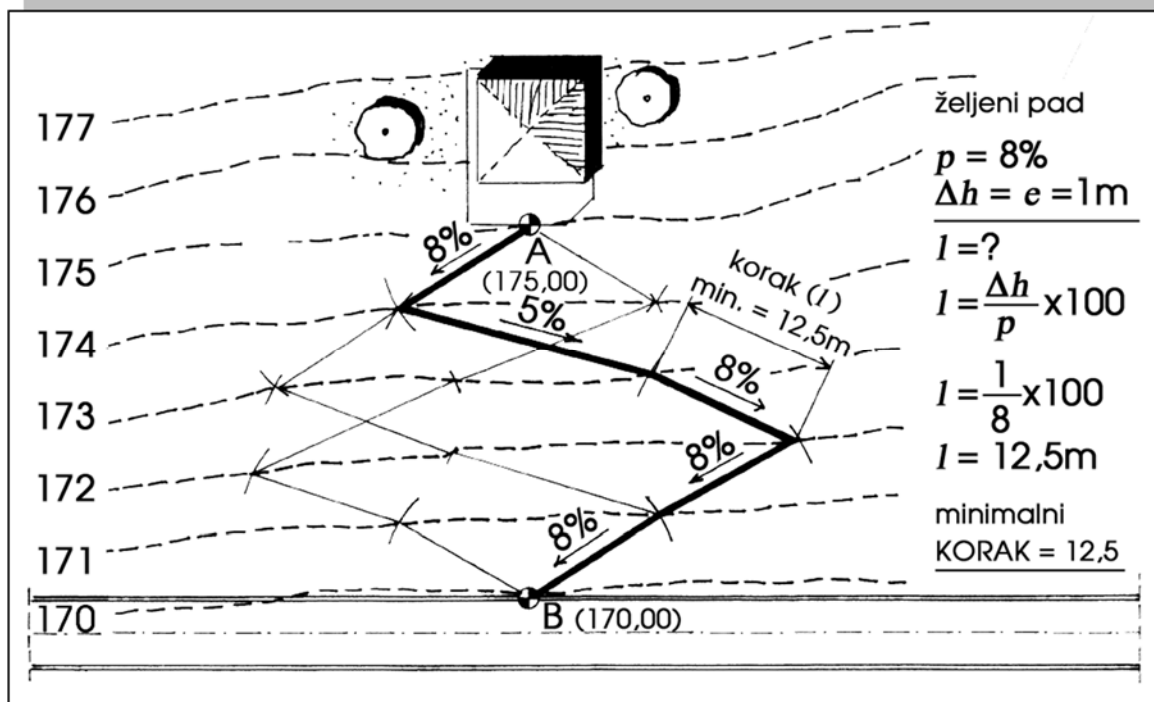 177
176
175
174
173
172
171
170
8%
A
(175,00)
5%
korak (l)
min. = 12,5m
8%
8%
8%
B (170,00)
željeni pad
p = 8%
Δh = e = 1m
l = ?
l = Δh/p x100
l = 1/8 x100
l = 12,5m
minimalni
KORAK = 12,5